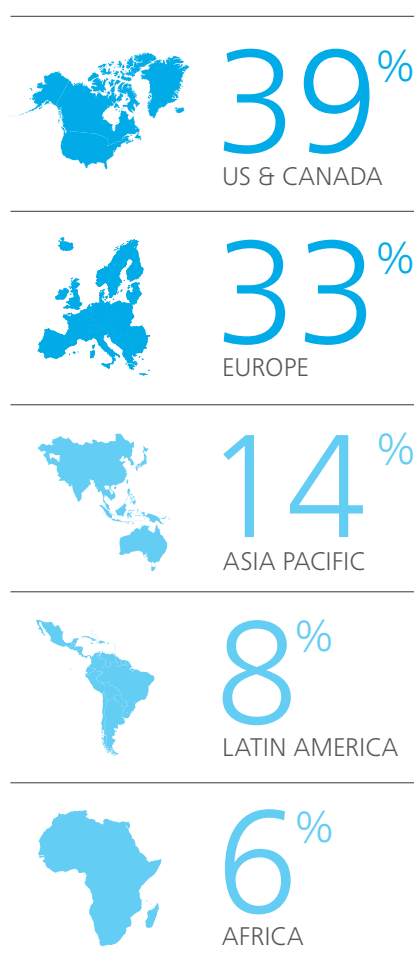 39%
US & CANADA
33%
EUROPE
14%
ASIA PACIFIC
8%
LATIN AMERICA
6%
AFRICA